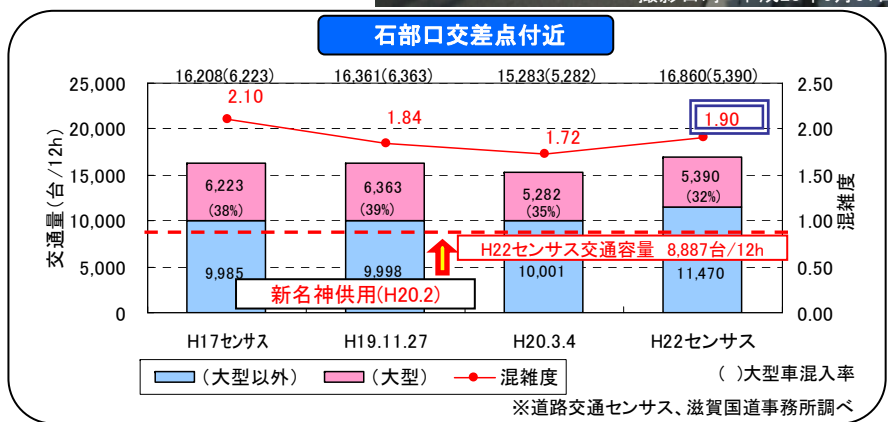 石部口交差点付近
16,208(6,223) 16,361(6,363) 15,283(5,282) 16,860(5,390)
交通量(台/12h)
25,000
20,000
15,000
10,000
5,000
0
混雑度
2.50
2.00
1.50
1.00
0.50
0.00
2.10 1.84 1.72 1.90
6,223 6,363 5,282 5,390
(38%) (39%) (35%) (32%)
H22センサス交通容量 8,887台/12h
9,985 9,998 10,001 11,470
新名神供用(H20.2)
H17センサス H19.11.27 H20.3.4 H22センサス
(大型以外) (大型) 混雑度
( )大型車混入率
※道路交通センサス、滋賀国道事務所調べ